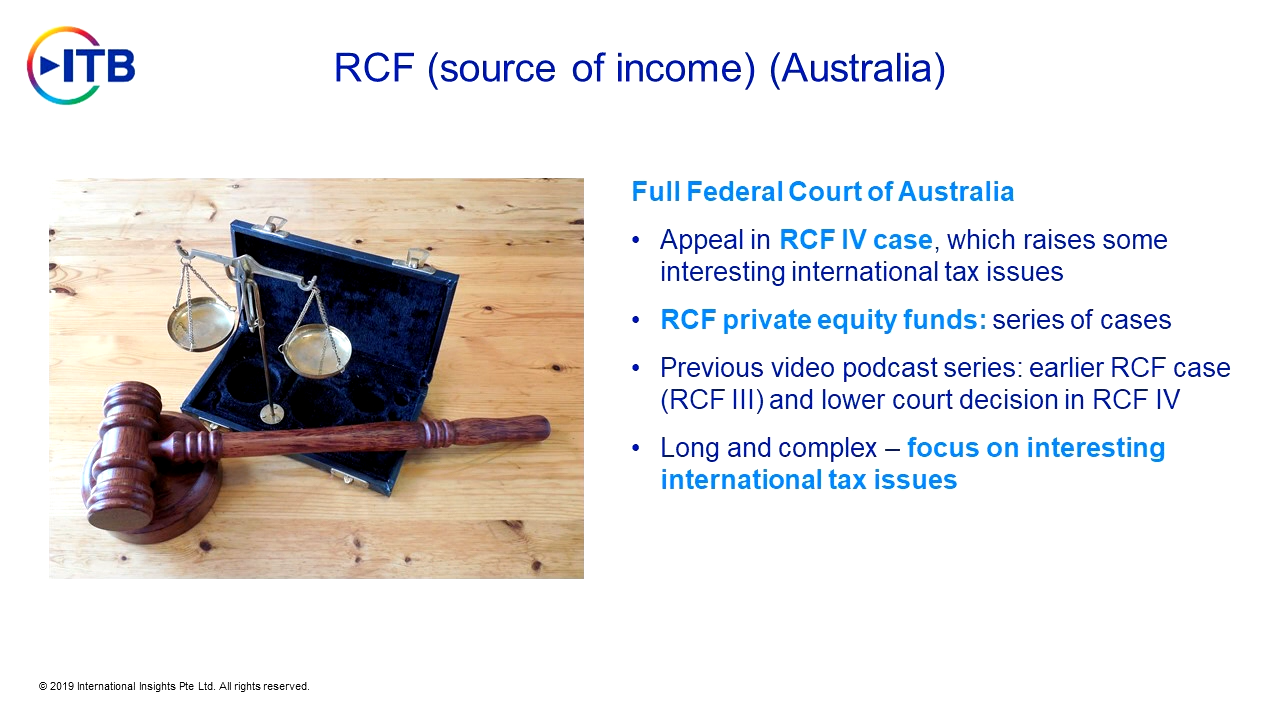 ITB
RCF (source of income) (Australia)
Full Federal Court of Australia
• Appeal in RCF IV case, which raises some
interesting international tax issues
• RCF private equity funds: series of cases
• Previous video podcast series: earlier RCF case
(RCF III) and lower court decision in RCF IV
• Long and complex – focus on interesting
international tax issues
© 2019 International Insights Pte Ltd. All rights reserved.